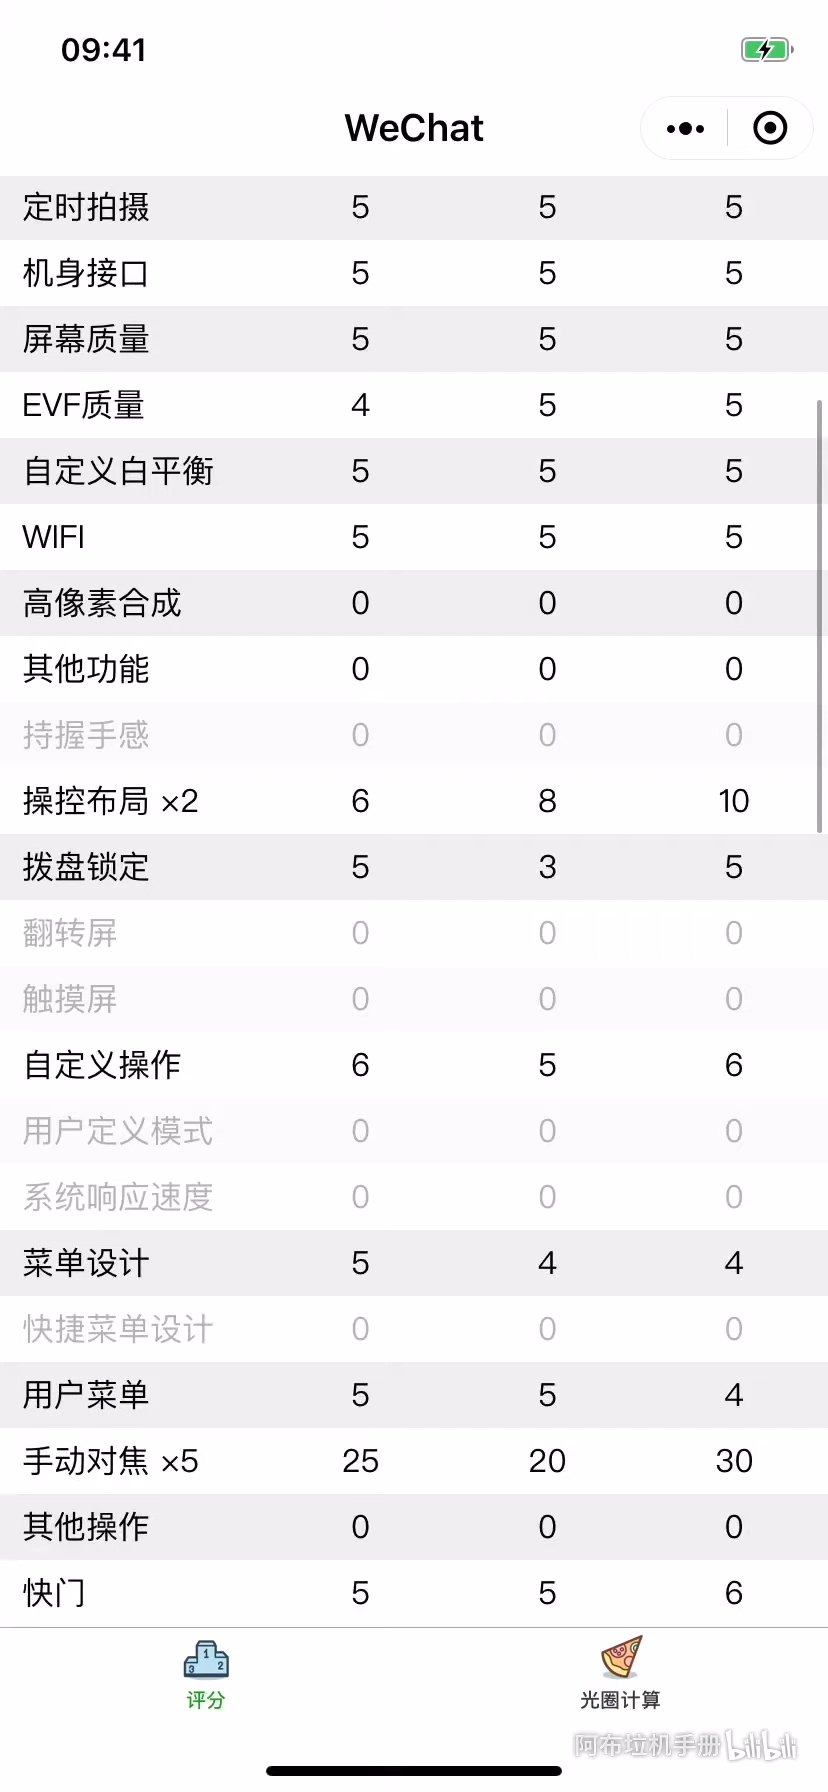 09:41
WeChat
定时拍摄 5 5 5
机身接口 5 5 5
屏幕质量 5 5 5
EVF质量 4 5 5
自定义白平衡 5 5 5
WIFI 5 5 5
高像素合成 0 0 0
其他功能 0 0 0
持握手感 0 0 0
操控布局 ×2 6 8 10
拨盘锁定 5 3 5
翻转屏 0 0 0
触摸屏 0 0 0
自定义操作 6 5 6
用户定义模式 0 0 0
系统响应速度 0 0 0
菜单设计 5 4 4
快捷菜单设计 0 0 0
用户菜单 5 5 4
手动对焦 ×5 25 20 30
其他操作 0 0 0
快门 5 5 6
1
3 2
评分 光圈计算
阿布垃机手册 bilibili